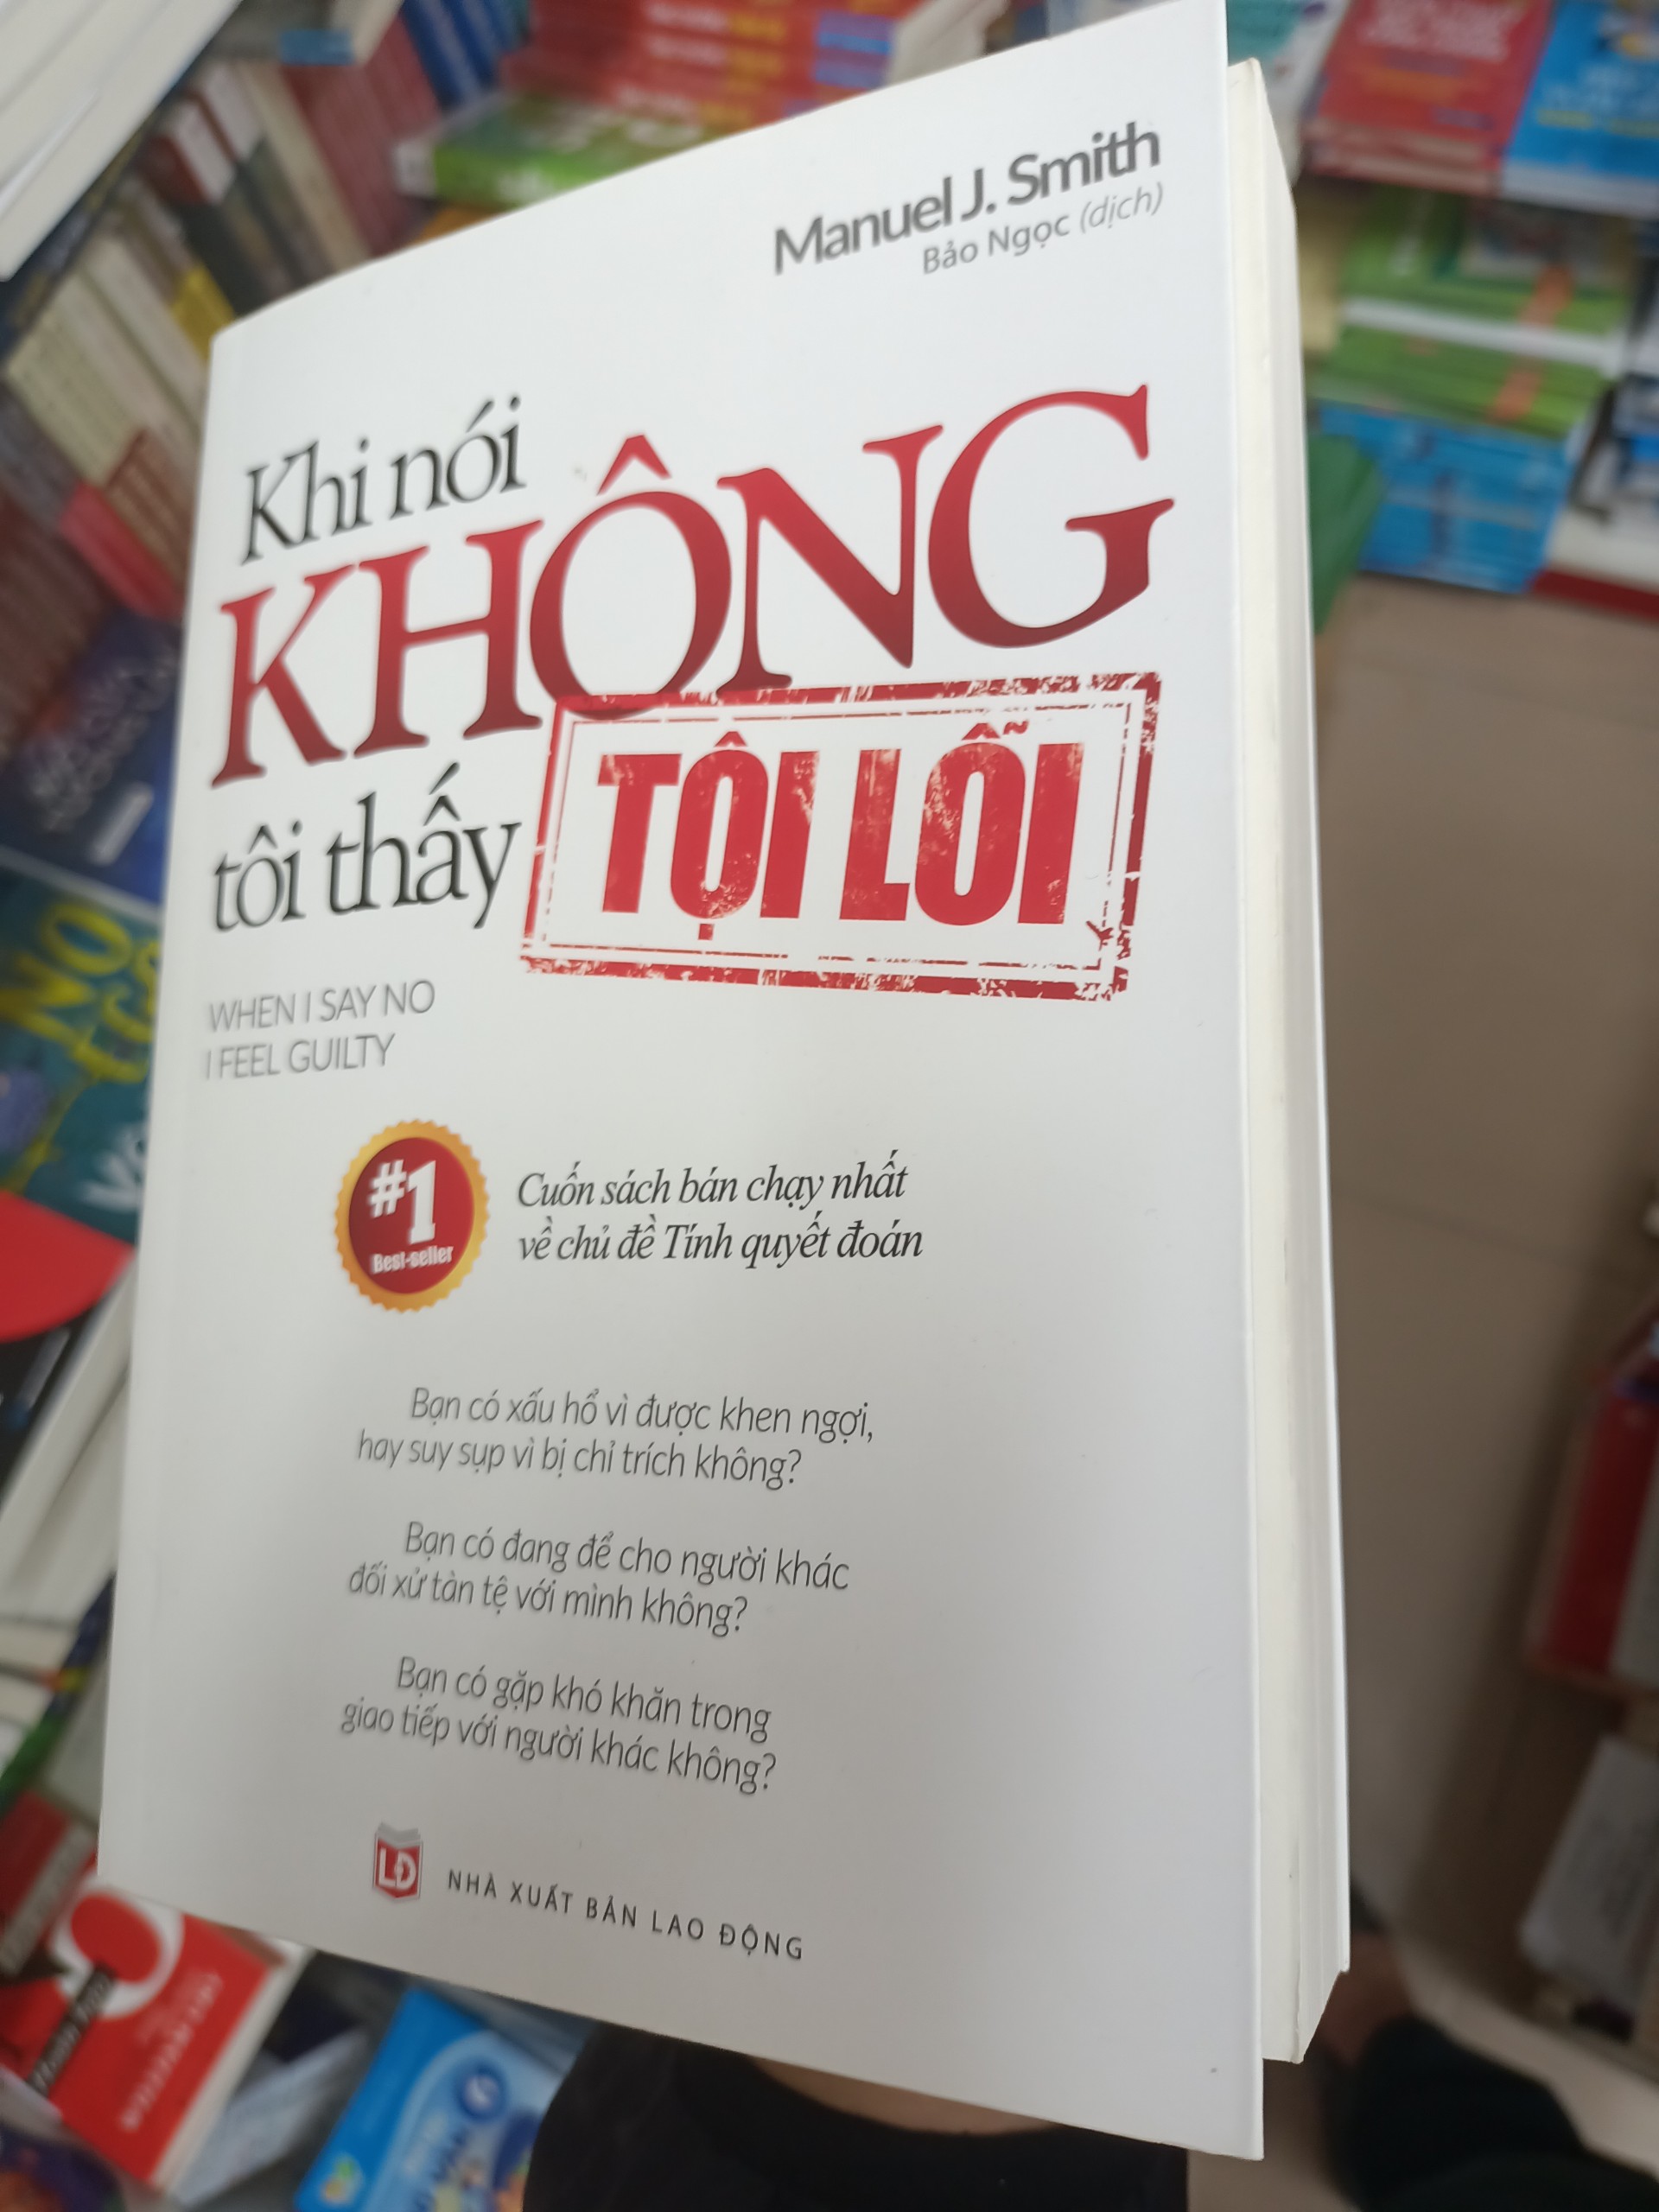 Manuel J. Smith
Bảo Ngọc (dịch)
Khi nói
KHÔNG
tôi thấy
TỘI LỖI
WHEN I SAY NO
I FEEL GUILTY
#1
Best-seller
Cuốn sách bán chạy nhất
về chủ đề Tính quyết đoán
Bạn có xấu hổ vì được khen ngợi,
hay suy sụp vì bị chỉ trích không?
Bạn có đang để cho người khác
đối xử tàn tệ với mình không?
Bạn có gặp khó khăn trong
giao tiếp với người khác không?
LĐ
NHÀ XUẤT BẢN LAO ĐỘNG